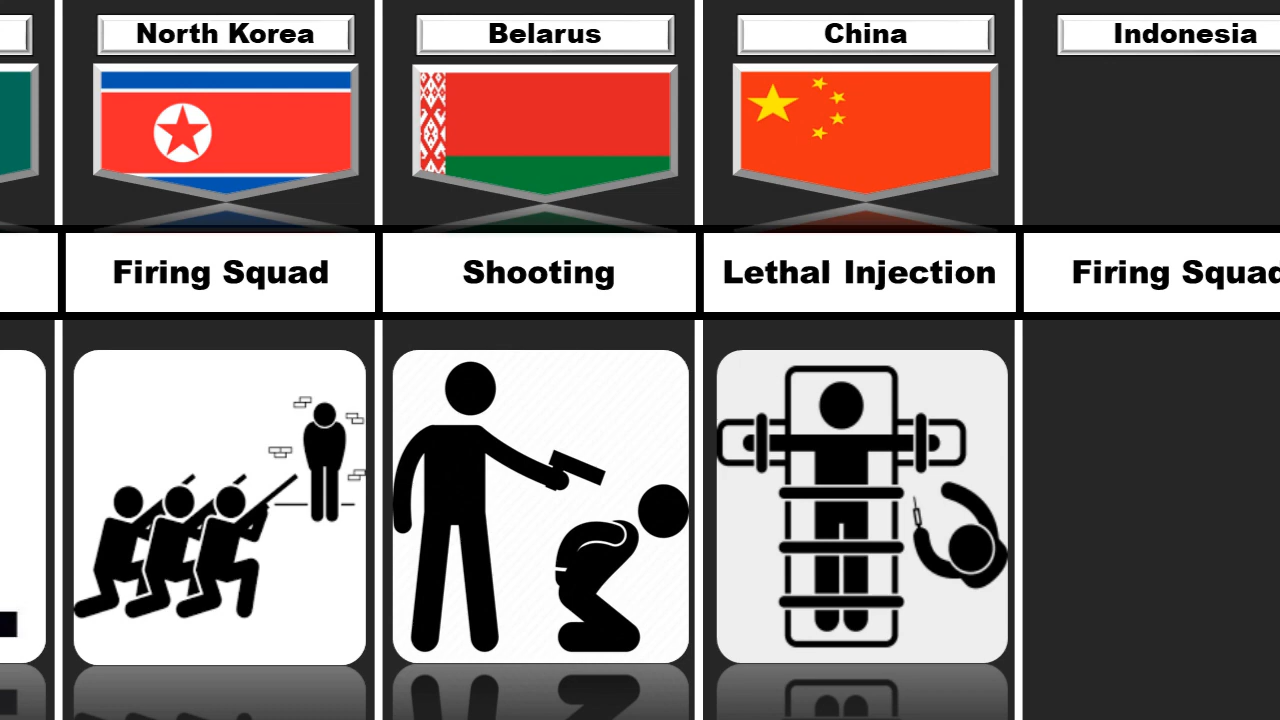 North Korea
Belarus
China
Indonesia
Firing Squad
Shooting
Lethal Injection
Firing Squad